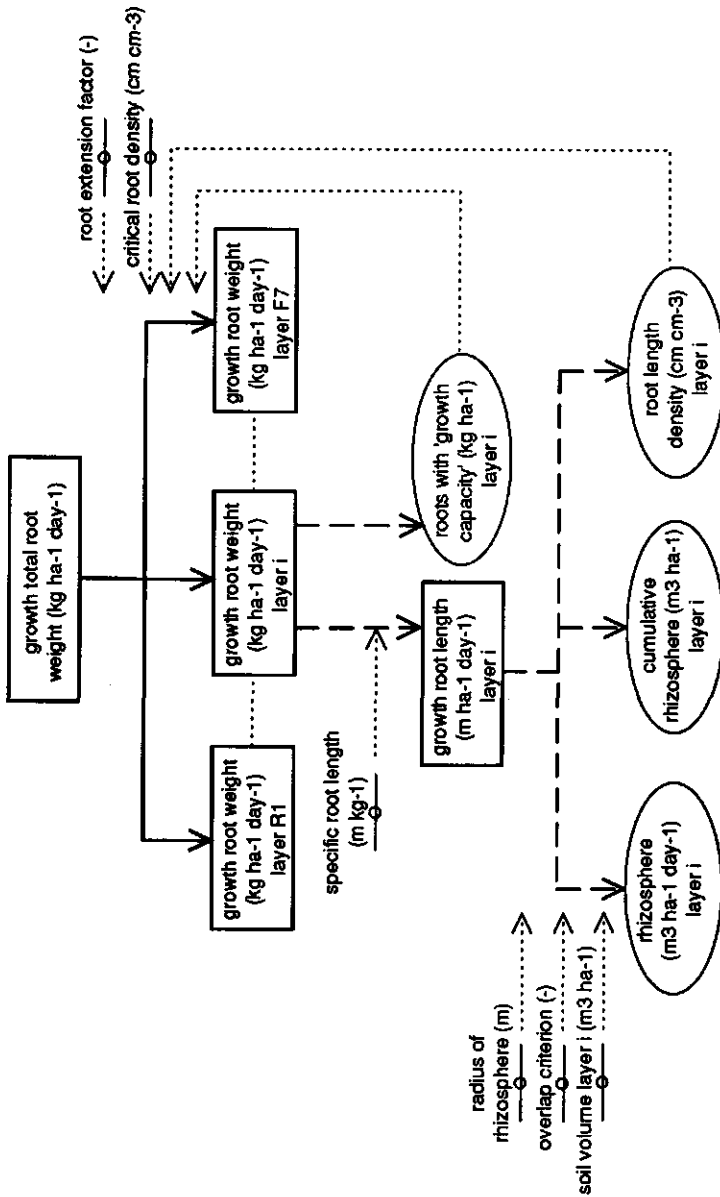 growth total root
weight (kg ha-1 day-1)
root extension factor (-)
critical root density (cm cm-3)
growth root weight
(kg ha-1 day-1)
layer R1
growth root weight
(kg ha-1 day-1)
layer i
growth root weight
(kg ha-1 day-1)
layer F7
specific root length
(m kg-1)
growth root length
(m ha-1 day-1)
layer i
roots with 'growth
capacity' (kg ha-1)
layer i
radius of
rhizosphere (m)
overlap criterion (-)
soil volume layer i (m3 ha-1)
rhizosphere
(m3 ha-1 day-1)
layer i
cumulative
rhizosphere (m3 ha-1)
layer i
root length
density (cm cm-3)
layer i